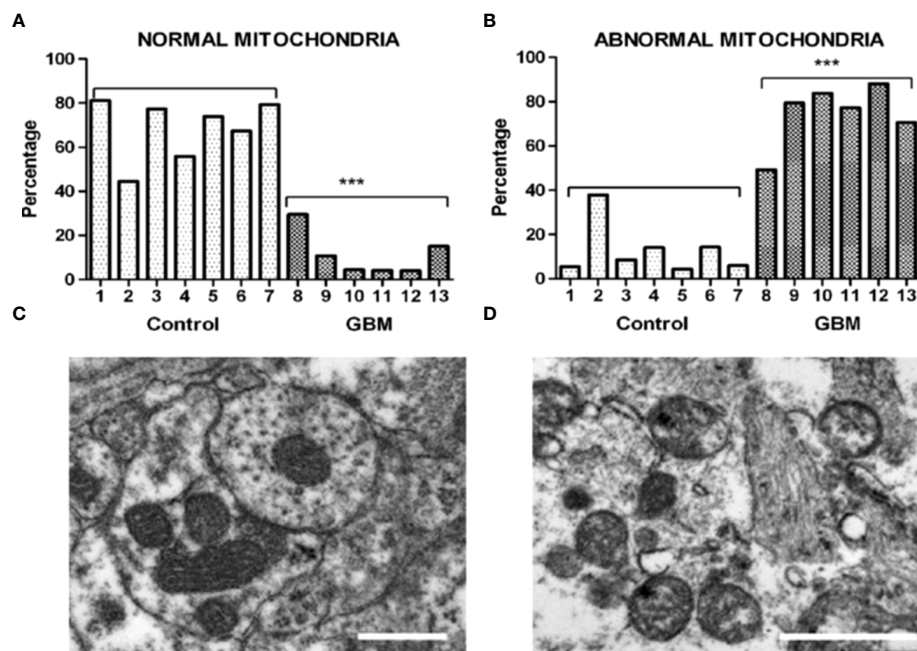 A
NORMAL MITOCHONDRIA
100
80
60
40
20
0
Percentage
***
1 2 3 4 5 6 7 8 9 10 11 12 13
Control GBM
B
ABNORMAL MITOCHONDRIA
100
80
60
40
20
0
Percentage
***
1 2 3 4 5 6 7 8 9 10 11 12 13
Control GBM
C
D